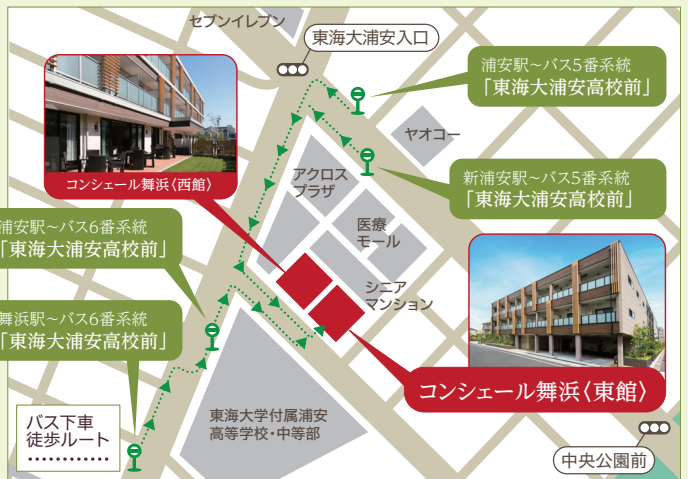 セブンイレブン
東海大浦安入口
浦安駅~バス5番系統
「東海大浦安高校前」
ヤオコー
コンシェール舞浜〈西館〉
アクロス
プラザ
新浦安駅~バス5番系統
「東海大浦安高校前」
医療
モール
浦安駅~バス6番系統
「東海大浦安高校前」
シニア
マンション
舞浜駅~バス6番系統
「東海大浦安高校前」
コンシェール舞浜〈東館〉
東海大学付属浦安
高等学校・中等部
バス下車
徒歩ルート
中央公園前